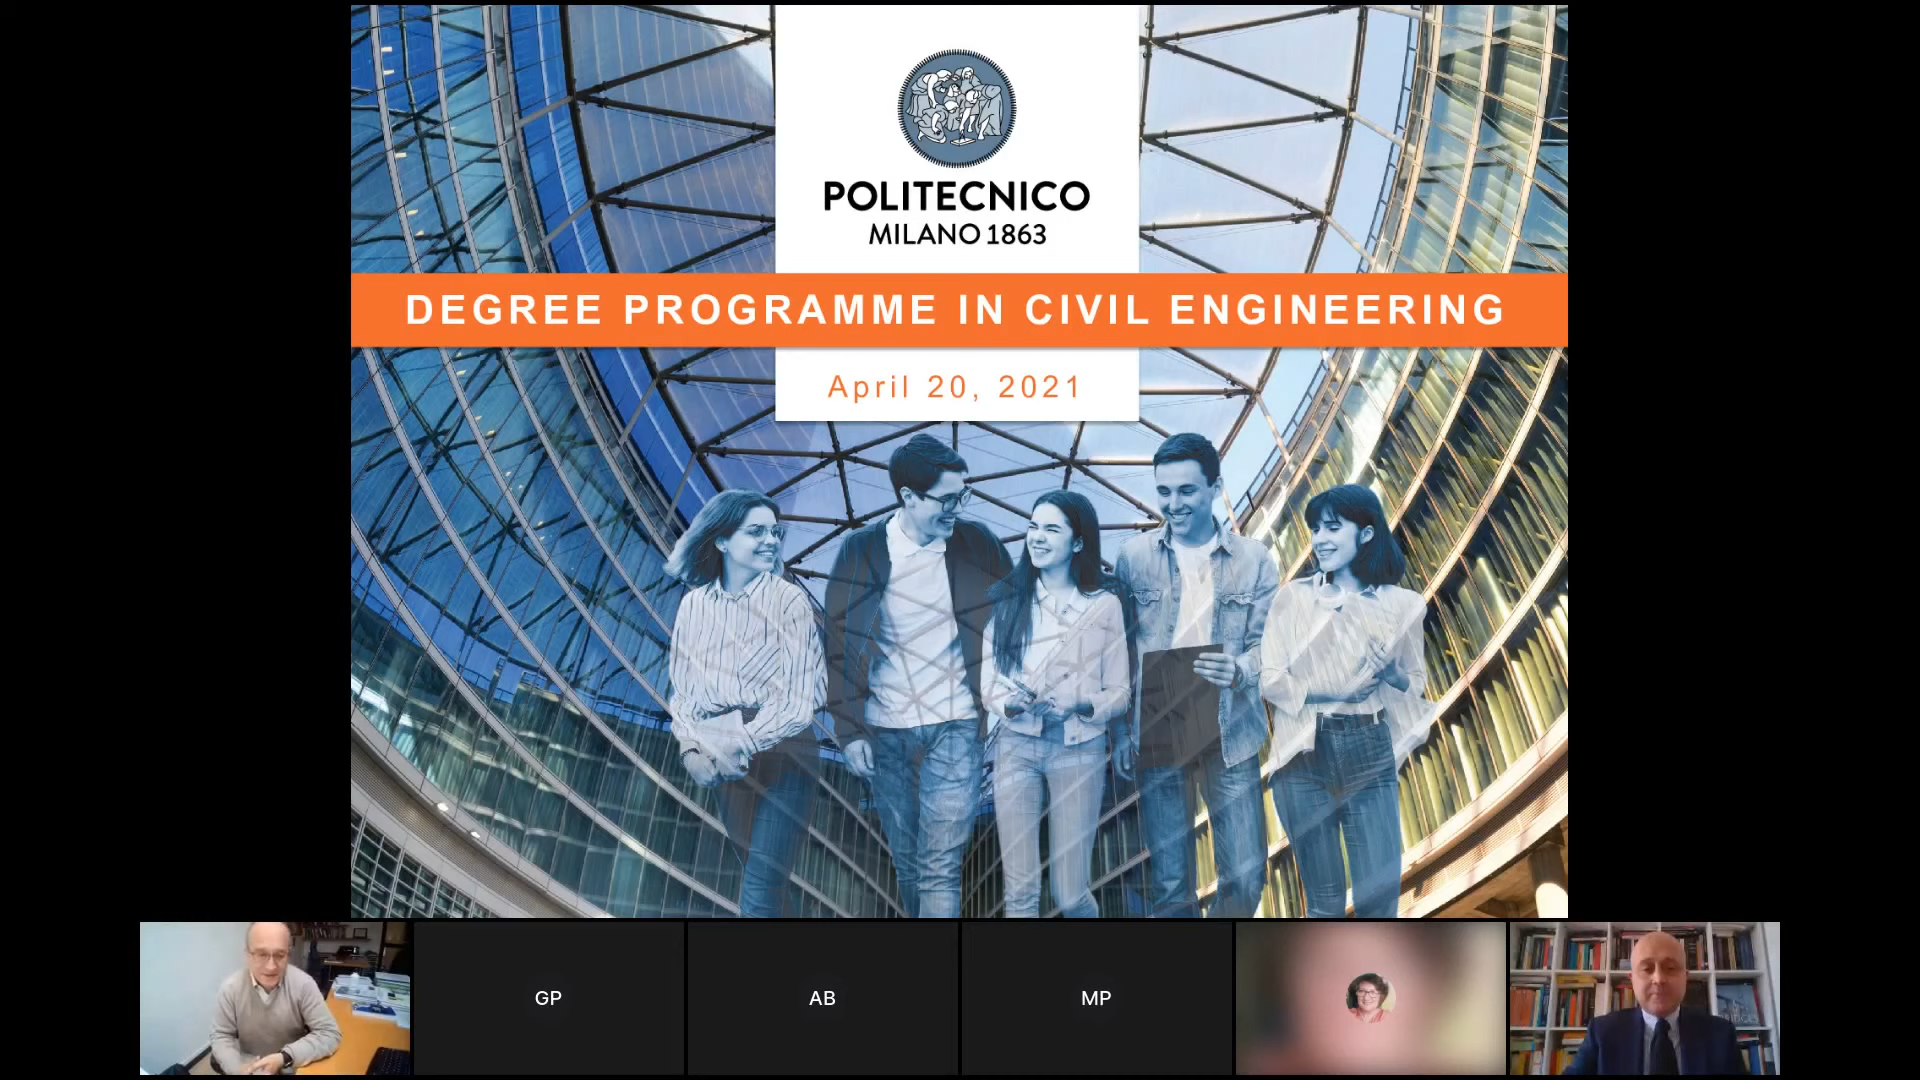 POLITECNICO
MILANO 1863
DEGREE PROGRAMME IN CIVIL ENGINEERING
April 20, 2021
GP
AB
MP